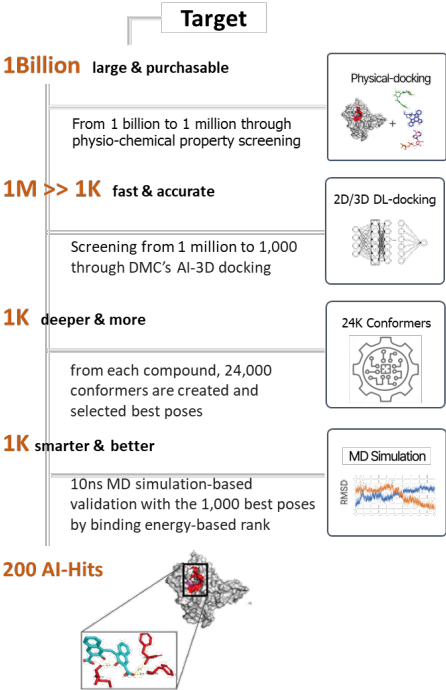 Target
1Billion large & purchasable
Physical-docking
+
From 1 billion to 1 million through
physio-chemical property screening
1M >> 1K fast & accurate
2D/3D DL-docking
Screening from 1 million to 1,000
through DMC's AI-3D docking
1K deeper & more
24K Conformers
from each compound, 24,000
conformers are created and
selected best poses
1K smarter & better
MD Simulation
RMSD
10ns MD simulation-based
validation with the 1,000 best poses
by binding energy-based rank
200 AI-Hits